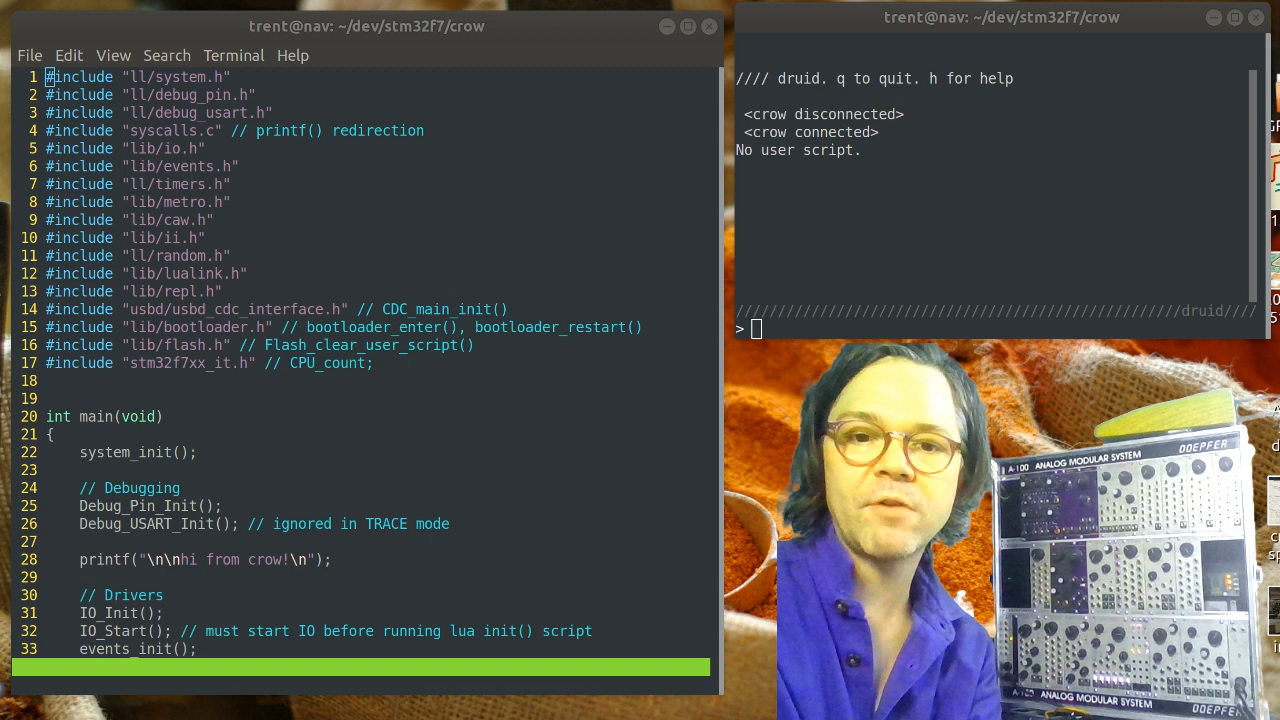 trent@nav: ~/dev/stm32f7/crow
File Edit View Search Terminal Help
1 #include "ll/system.h"
2 #include "ll/debug_pin.h"
3 #include "ll/debug_usart.h"
4 #include "syscalls.c" // printf() redirection
5 #include "lib/io.h"
6 #include "lib/events.h"
7 #include "ll/timers.h"
8 #include "lib/metro.h"
9 #include "lib/caw.h"
10 #include "lib/ii.h"
11 #include "ll/random.h"
12 #include "lib/lualink.h"
13 #include "lib/repl.h"
14 #include "usbd/usbd_cdc_interface.h" // CDC_main_init()
15 #include "lib/bootloader.h" // bootloader_enter(), bootloader_restart()
16 #include "lib/flash.h" // Flash_clear_user_script()
17 #include "stm32f7xx_it.h" // CPU_count;
18
19
20 int main(void)
21 {
22 system_init();
23
24 // Debugging
25 Debug_Pin_Init();
26 Debug_USART_Init(); // ignored in TRACE mode
27
28 printf("\n\nhi from crow!\n");
29
30 // Drivers
31 IO_Init();
32 IO_Start(); // must start IO before running lua init() script
33 events_init();
trent@nav: ~/dev/stm32f7/crow
//// druid. q to quit. h for help
<crow disconnected>
<crow connected>
No user script.
/////////////////////////////////////////////////////druid////
>
A-100 ANALOG MODULAR SYSTEM DOEPFER
A-100 ANALOG MODULAR SYSTEM DOEPFER